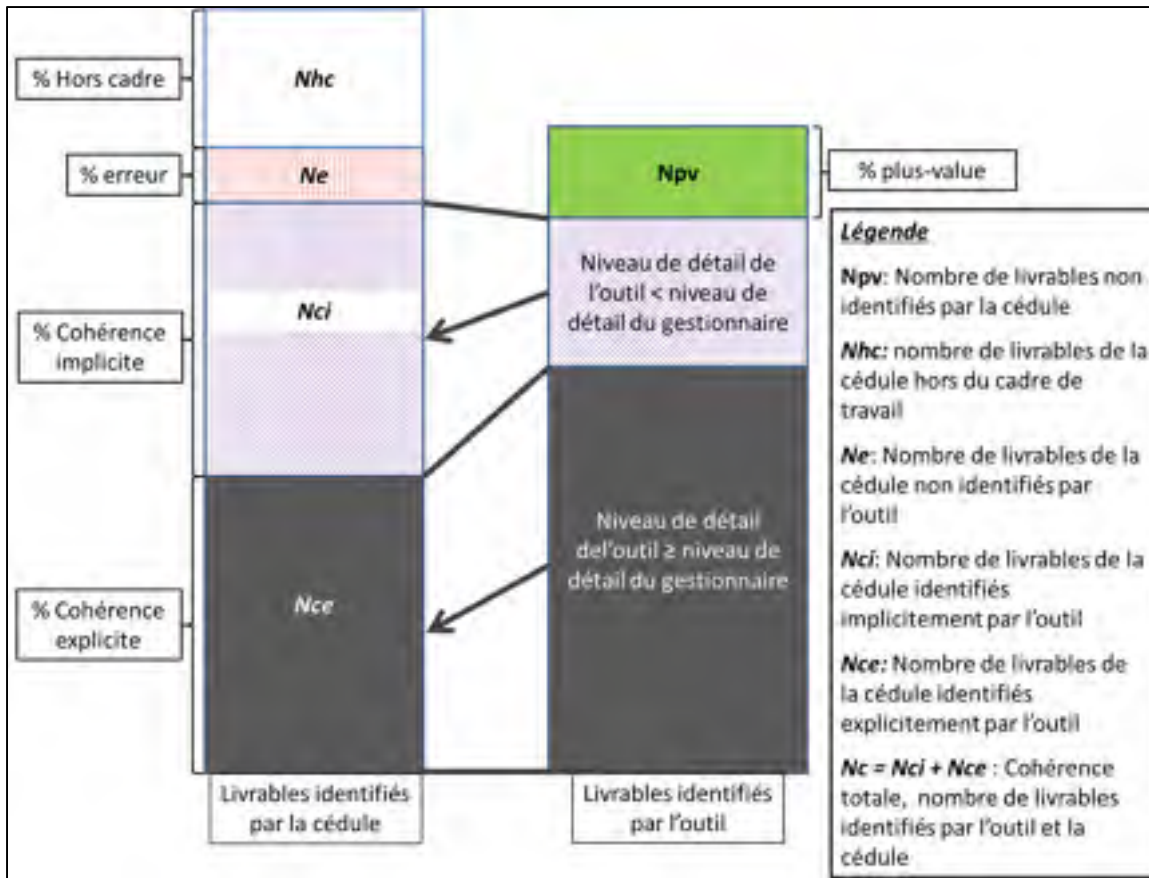 % Hors cadre
% erreur
% Cohérence
implicite
% Cohérence
explicite
Nhc
Ne
Nci
Nce
Livrables identifiés
par la cédule
Npv
Niveau de détail de
l'outil < niveau de
détail du gestionnaire
Niveau de détail
del'outil ≥ niveau de
détail du gestionnaire
Livrables identifiés
par l'outil
% plus-value
Légende
Npv: Nombre de livrables non
identifiés par la cédule
Nhc: nombre de livrables de la
cédule hors du cadre de
travail
Ne: Nombre de livrables de la
cédule non identifiés par
l'outil
Nci: Nombre de livrables de la
cédule identifiés
implicitement par l'outil
Nce: Nombre de livrables de
la cédule identifiés
explicitement par l'outil
Nc = Nci + Nce : Cohérence
totale, nombre de livrables
identifiés par l'outil et la
cédule